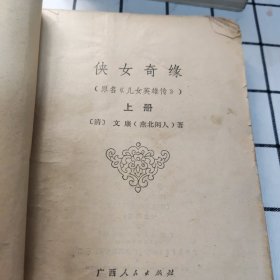 侠女奇缘
（原名《儿女英雄传》）
上册
〔清〕文康（燕北闲人）著
广西人民出版社